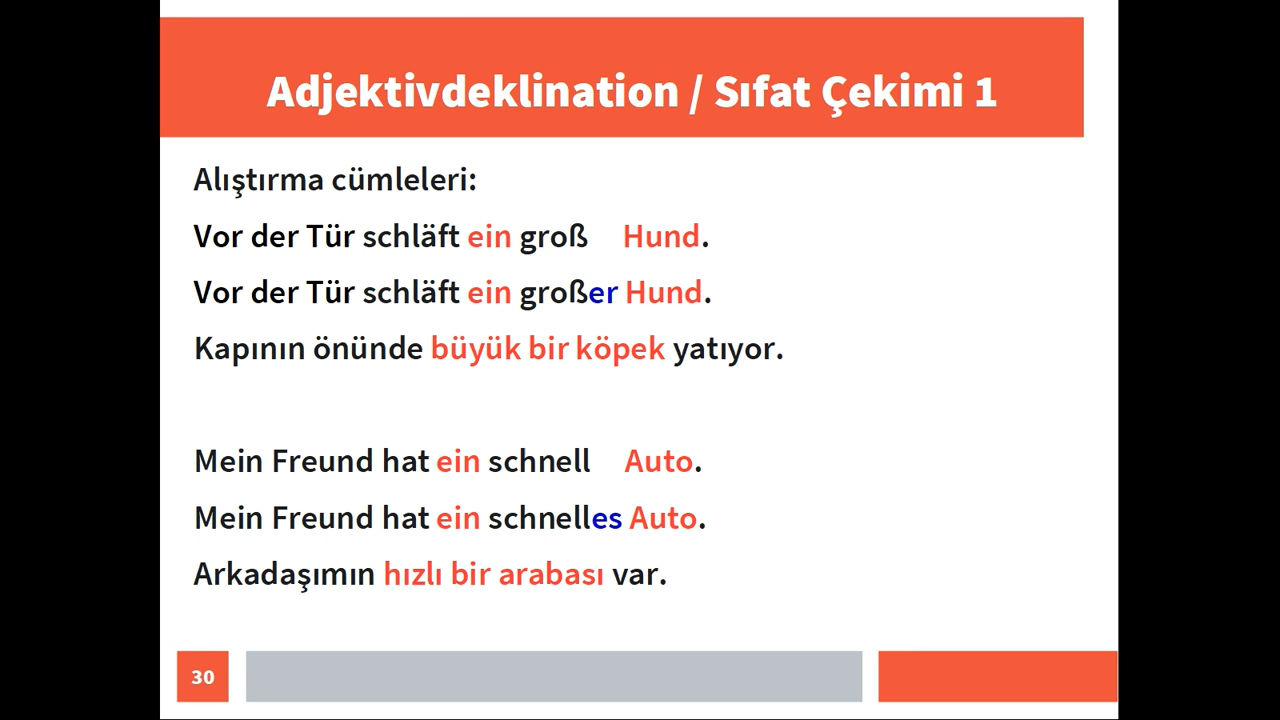 Adjektivdeklination / Sıfat Çekimi 1
Alıştırma cümleleri:
Vor der Tür schläft ein groß Hund.
Vor der Tür schläft ein großer Hund.
Kapının önünde büyük bir köpek yatıyor.
Mein Freund hat ein schnell Auto.
Mein Freund hat ein schnelles Auto.
Arkadaşımın hızlı bir arabası var.
30